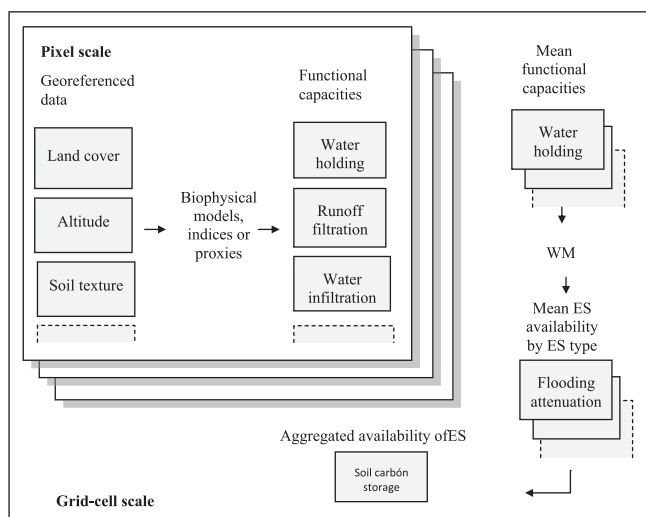 Pixel scale
Georeferenced
data
Land cover
Altitude
Soil texture
Biophysical
models,
indices or
proxies
Functional
capacities
Water
holding
Runoff
filtration
Water
infiltration
Mean
functional
capacities
Water
holding
WM
Mean ES
availability
by ES type
Flooding
attenuation
Aggregated availability ofES
Soil carbón
storage
Grid-cell scale